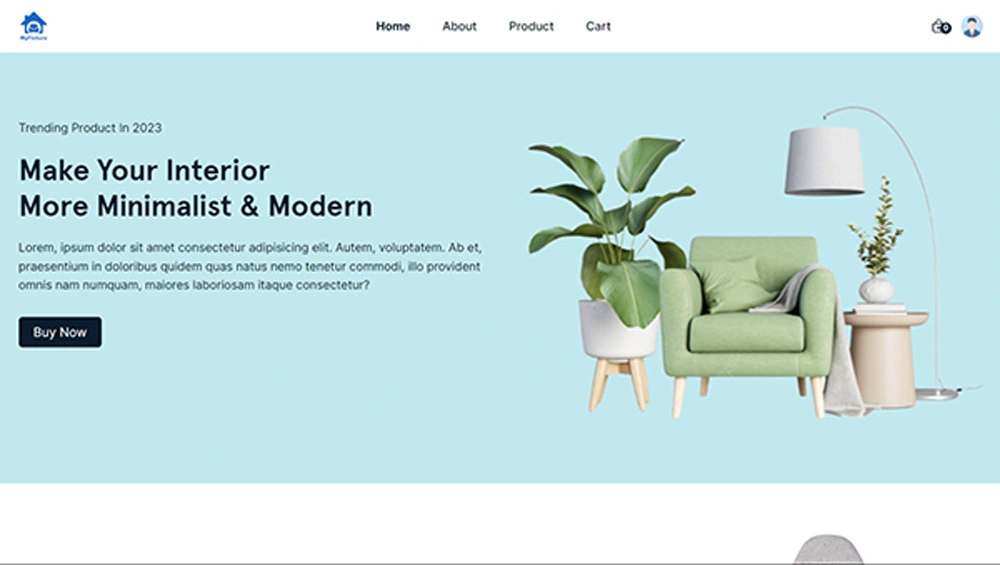 Home About Product Cart
0
Trending Product In 2023
Make Your Interior
More Minimalist & Modern
Lorem, ipsum dolor sit amet consectetur adipisicing elit. Autem, voluptatem. Ab et,
praesentium in doloribus quidem quas natus nemo tenetur commodi, illo provident
omnis nam numquam, maiores laboriosam itaque consectetur?
Buy Now